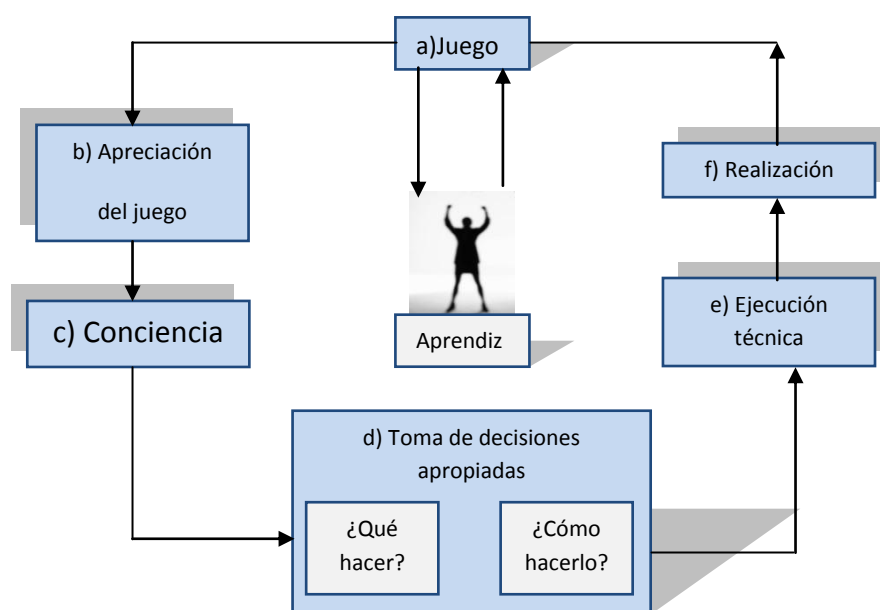 a)Juego
b) Apreciación
del juego
c) Conciencia
d) Toma de decisiones
apropiadas
¿Qué
hacer?
¿Cómo
hacerlo?
e) Ejecución
técnica
f) Realización
Aprendiz